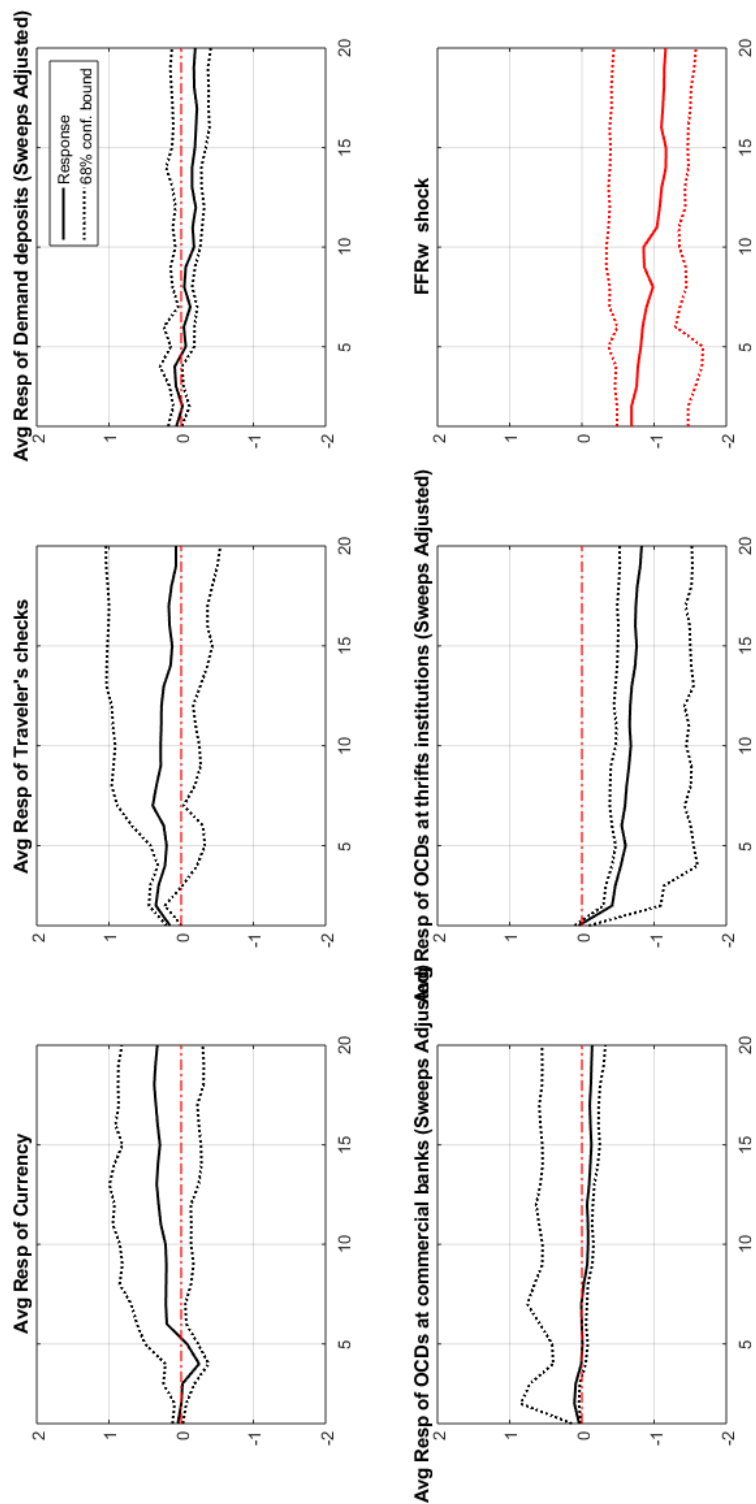 Avg Resp of Currency
2
1
0
-1
-2
5 10 15 20
Avg Resp of Traveler's checks
2
1
0
-1
-2
5 10 15 20
Avg Resp of Demand deposits (Sweeps Adjusted)
2
1
0
-1
-2
5 10 15 20
Response
68% conf. bound
Avg Resp of OCDs at commercial banks (Sweeps Adjusted)
2
1
0
-1
-2
5 10 15 20
Avg Resp of OCDs at thrifts institutions (Sweeps Adjusted)
2
1
0
-1
-2
5 10 15 20
FFRw shock
2
1
0
-1
-2
5 10 15 20